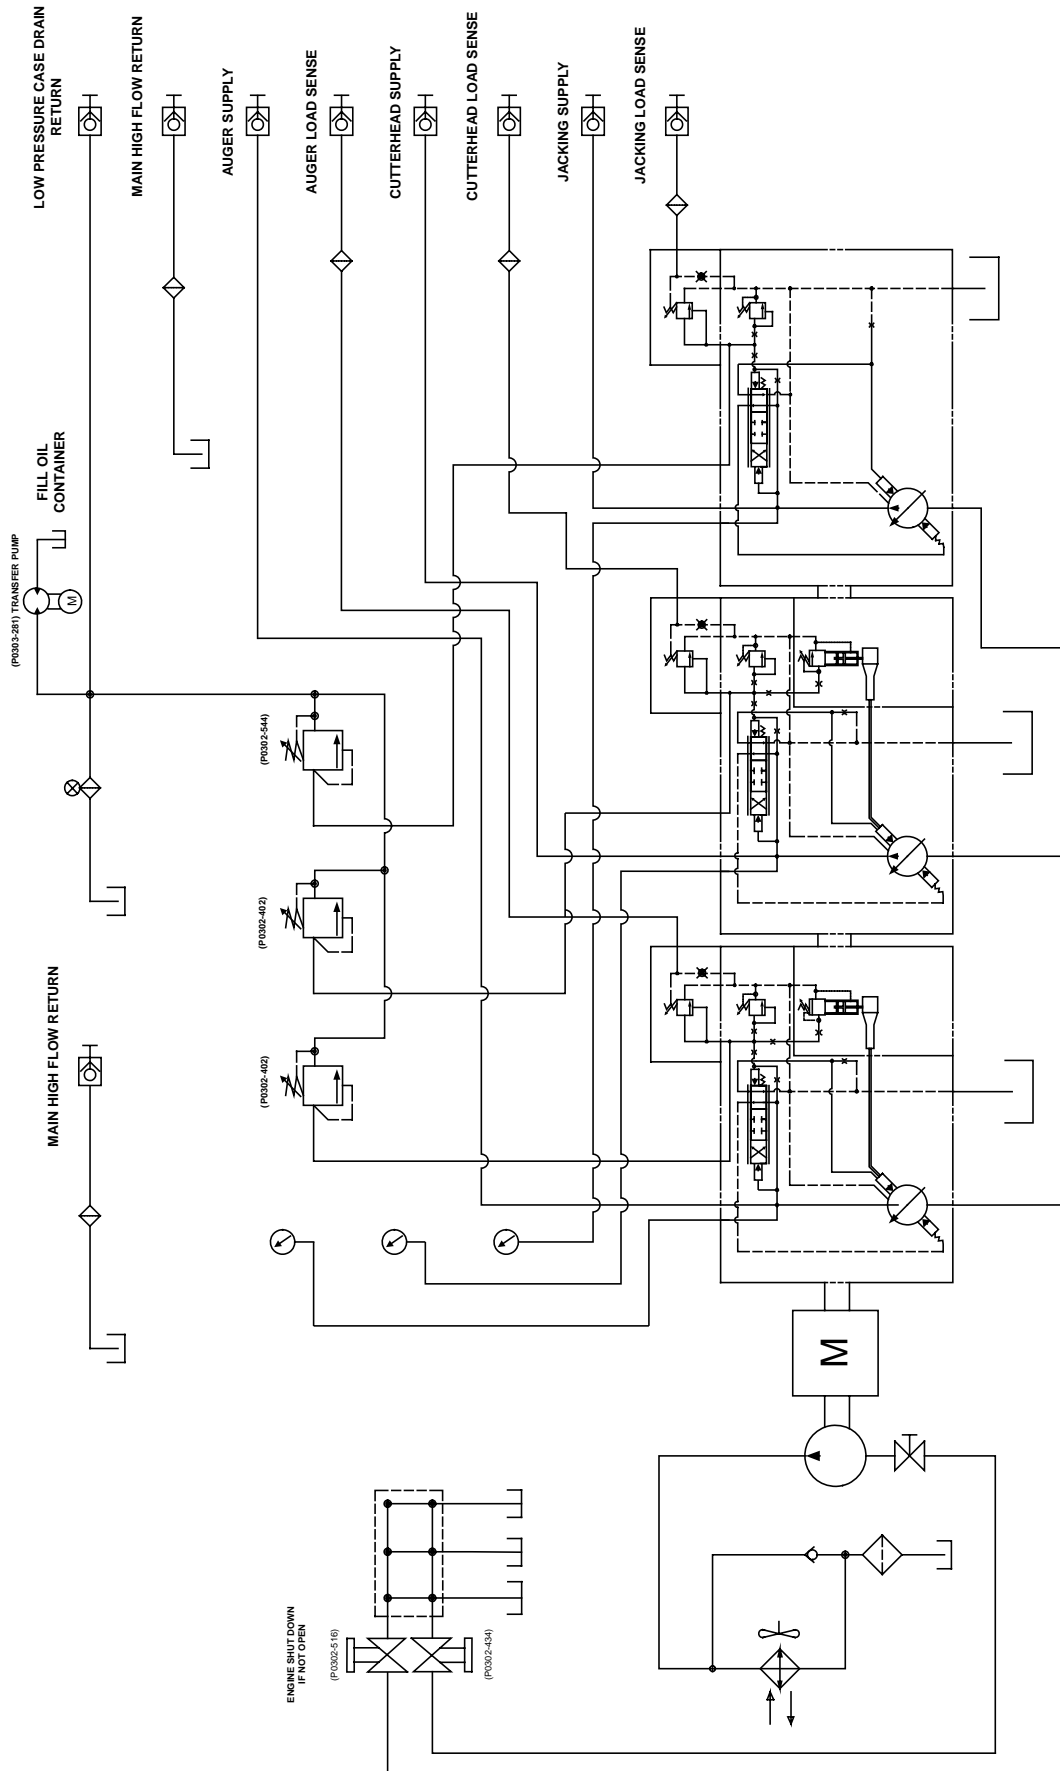 LOW PRESSURE CASE DRAIN
RETURN
MAIN HIGH FLOW RETURN
AUGER SUPPLY
AUGER LOAD SENSE
CUTTERHEAD SUPPLY
CUTTERHEAD LOAD SENSE
JACKING SUPPLY
JACKING LOAD SENSE
FILL OIL
CONTAINER
(P0303-281) TRANSFER PUMP
M
(P0302-544)
(P0302-402)
(P0302-402)
MAIN HIGH FLOW RETURN
M
ENGINE SHUT DOWN
IF NOT OPEN
(P0302-516)
(P0302-434)